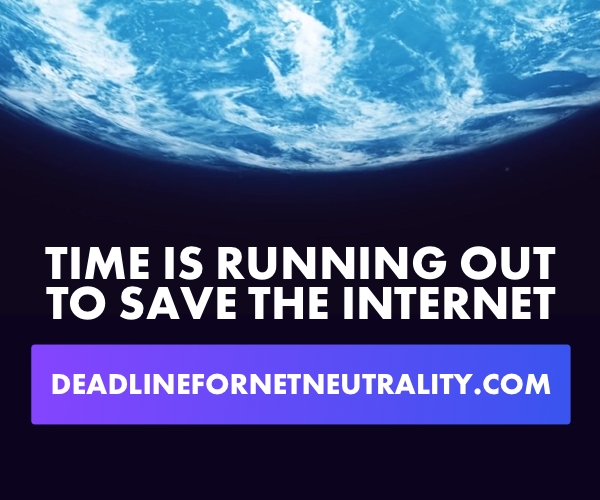 TIME IS RUNNING OUT
TO SAVE THE INTERNET
DEADLINEFORNETNEUTRALITY.COM